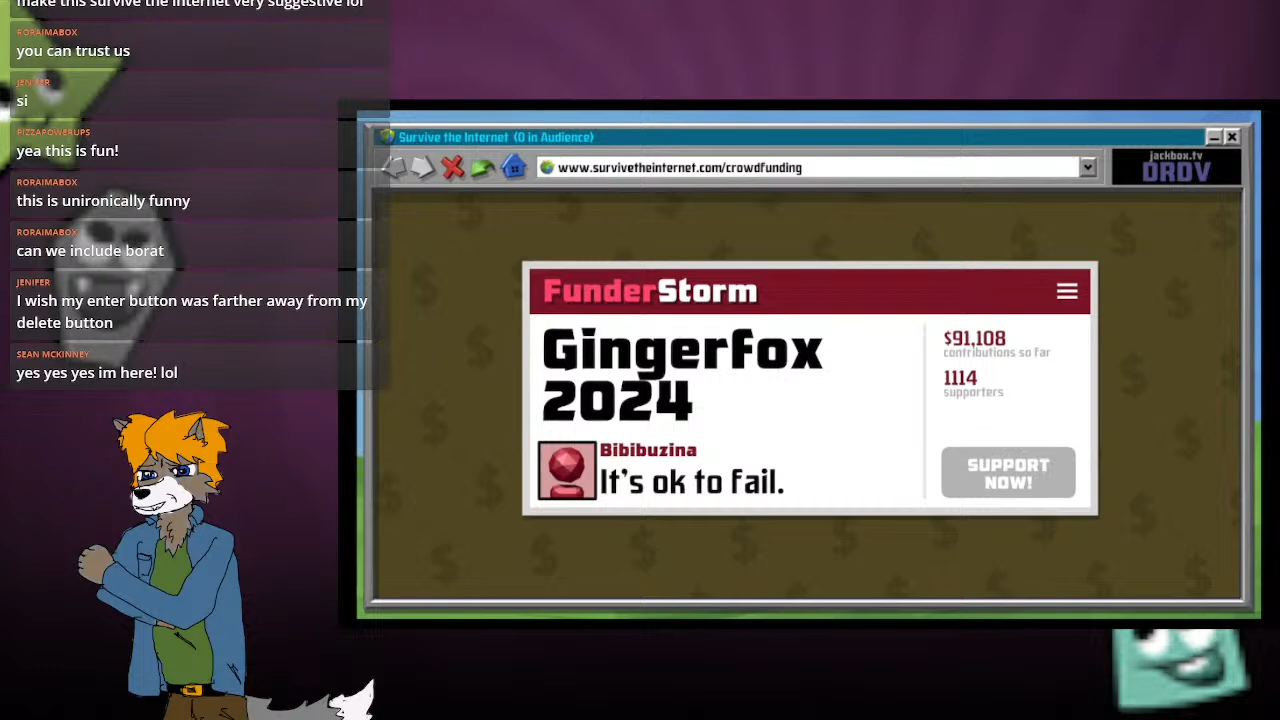 make this survive the internet very suggestive lol
RORAIMABOX
you can trust us
JENIFER
si
PIZZAPOWERUPS
yea this is fun!
RORAIMABOX
this is unironically funny
RORAIMABOX
can we include borat
JENIFER
I wish my enter button was farther away from my
delete button
SEAN MCKINNEY
yes yes yes im here! lol
Survive the Internet (0 in Audience)
www.survivetheinternet.com/crowdfunding
jackbox.tv
DRDV
FunderStorm
Gingerfox
2024
Bibibuzina
It's ok to fail.
$91,108
contributions so far
1114
supporters
SUPPORT
NOW!